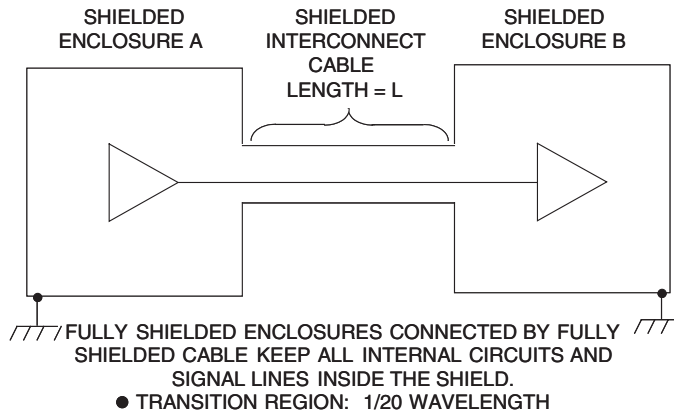 SHIELDED
ENCLOSURE A
SHIELDED
INTERCONNECT
CABLE
LENGTH = L
SHIELDED
ENCLOSURE B
FULLY SHIELDED ENCLOSURES CONNECTED BY FULLY
SHIELDED CABLE KEEP ALL INTERNAL CIRCUITS AND
SIGNAL LINES INSIDE THE SHIELD.
● TRANSITION REGION: 1/20 WAVELENGTH